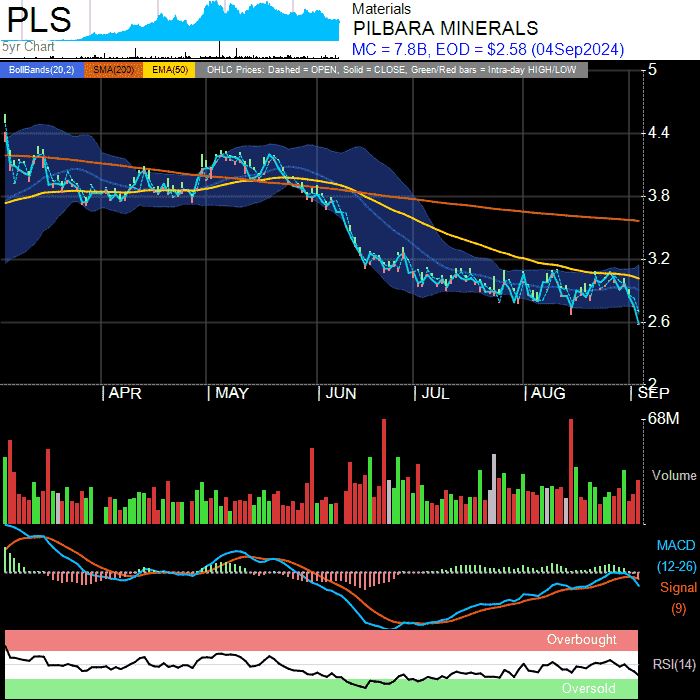 PLS
5yr Chart
Materials
PILBARA MINERALS
MC = 7.8B, EOD = $2.58 (04Sep2024)
BollBands(20,2) SMA(200) EMA(50) OHLC Prices: Dashed = OPEN, Solid = CLOSE, Green/Red bars = Intra-day HIGH/LOW
5
4.4
3.8
3.2
2.6
2
APR MAY JUN JUL AUG SEP
68M
Volume
MACD
(12-26)
Signal
(9)
Overbought
RSI(14)
Oversold